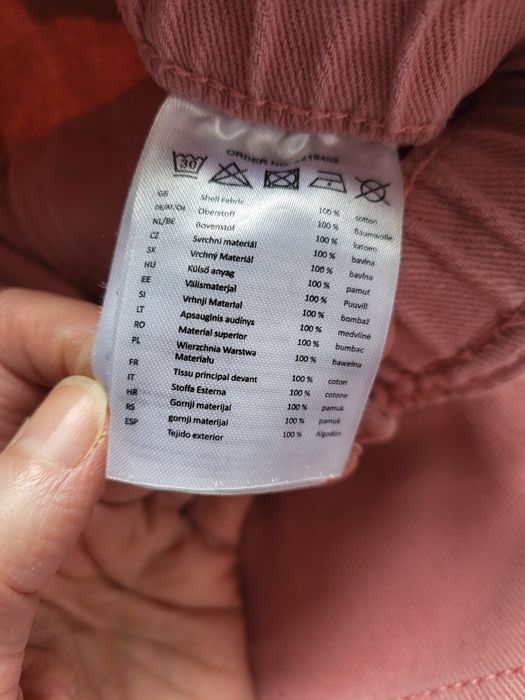 ORDER NO.
30
GB Shell Fabric 100 % cotton
DE/AT/CH Oberstoff 100 % Baumwolle
NL/BE Bovenstof 100 % katoen
CZ Svrchni materiál 100 % bavlna
SK Vrchný Materiál 100 % bavlna
HU Külső anyag 100 % pamut
EE Välismaterjal 100 % Puuvill
SI Vrhnji Material 100 % bombaž
LT Apsauginis audinys 100 % medvilnė
RO Material superior 100 % bumbac
PL Wierzchnia Warstwa Materiału 100 % bawełna
FR Tissu principal devant 100 % coton
IT Stoffa Esterna 100 % cotone
HR Gornji materijal 100 % pamuk
RS gornji materijal 100 % pamuk
ESP Tejido exterior 100 % Algodón